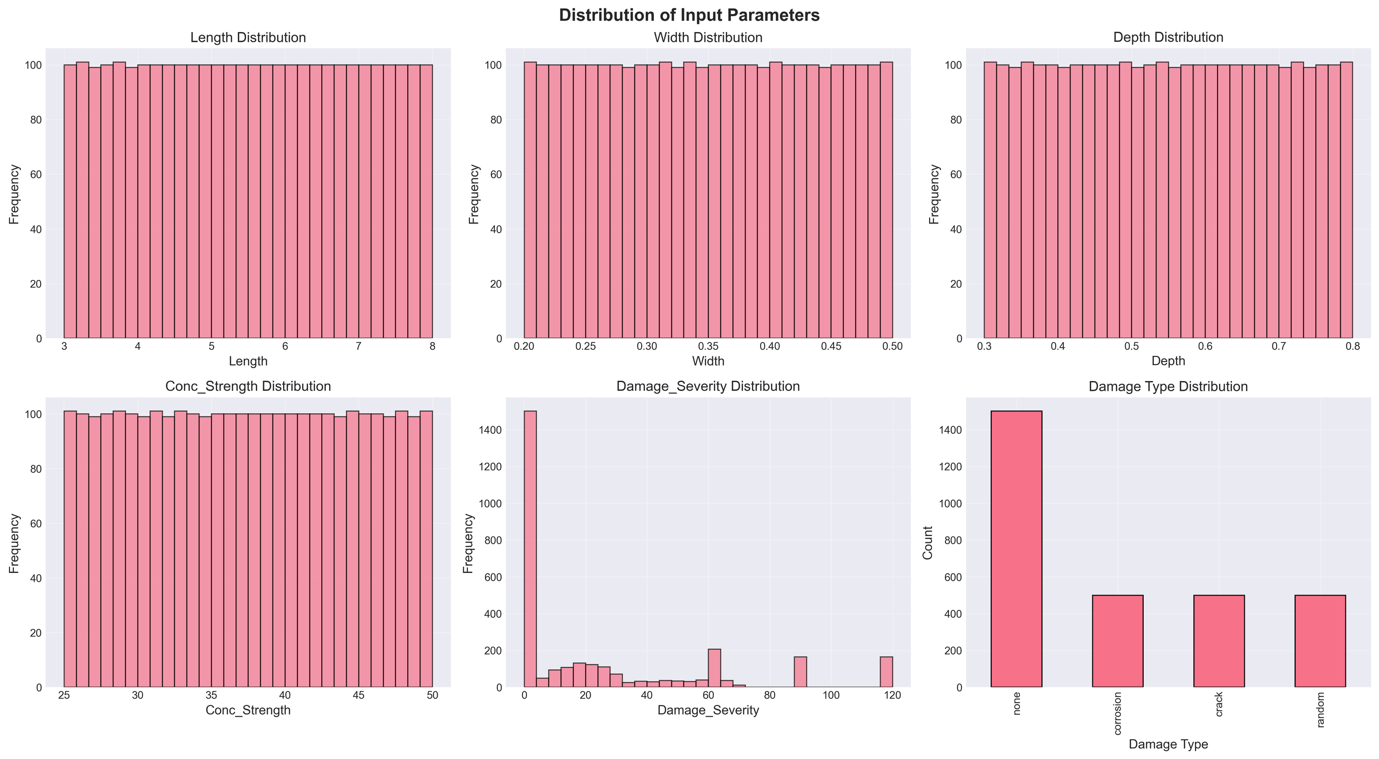 Distribution of Input Parameters
Length Distribution
100
80
60
40
20
0
Frequency
3 4 5 6 7 8
Length
Width Distribution
100
80
60
40
20
0
Frequency
0.20 0.25 0.30 0.35 0.40 0.45 0.50
Width
Depth Distribution
100
80
60
40
20
0
Frequency
0.3 0.4 0.5 0.6 0.7 0.8
Depth
Conc_Strength Distribution
100
80
60
40
20
0
Frequency
25 30 35 40 45 50
Conc_Strength
Damage_Severity Distribution
1400
1200
1000
800
600
400
200
0
Frequency
0 20 40 60 80 100 120
Damage_Severity
Damage Type Distribution
1400
1200
1000
800
600
400
200
0
Count
none corrosion crack random
Damage Type